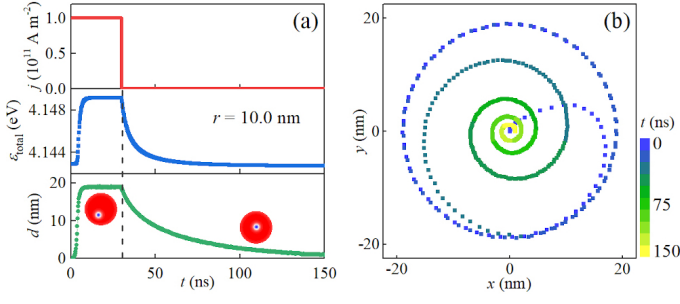 (a)
j (10¹¹ A m⁻²)
1.0
0.5
0.0
ε_total (eV)
4.148
4.144
r = 10.0 nm
d (nm)
20
10
0
0 50 100 150
t (ns)
(b)
y (nm)
20
0
-20
-20 0 20
x (nm)
t (ns)
0
75
150